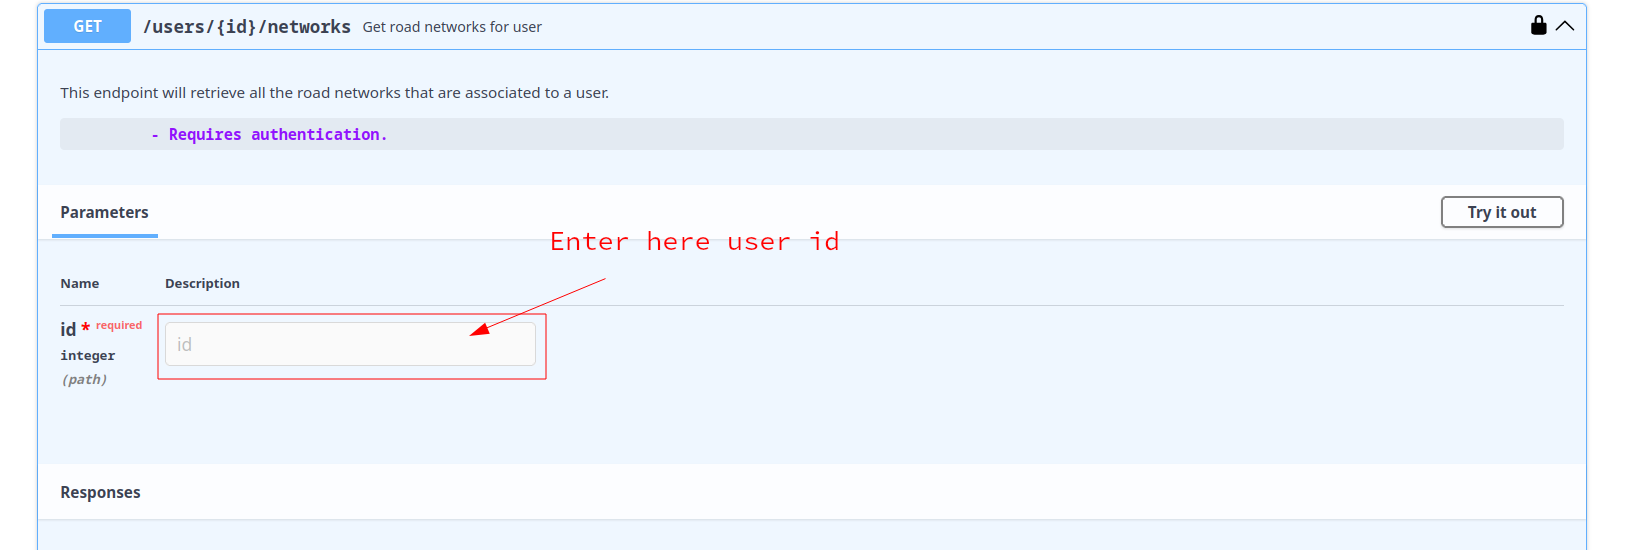 GET /users/{id}/networks Get road networks for user
This endpoint will retrieve all the road networks that are associated to a user.
- Requires authentication.
Parameters
Try it out
Enter here user id
Name Description
id * required
integer
(path)
id
Responses